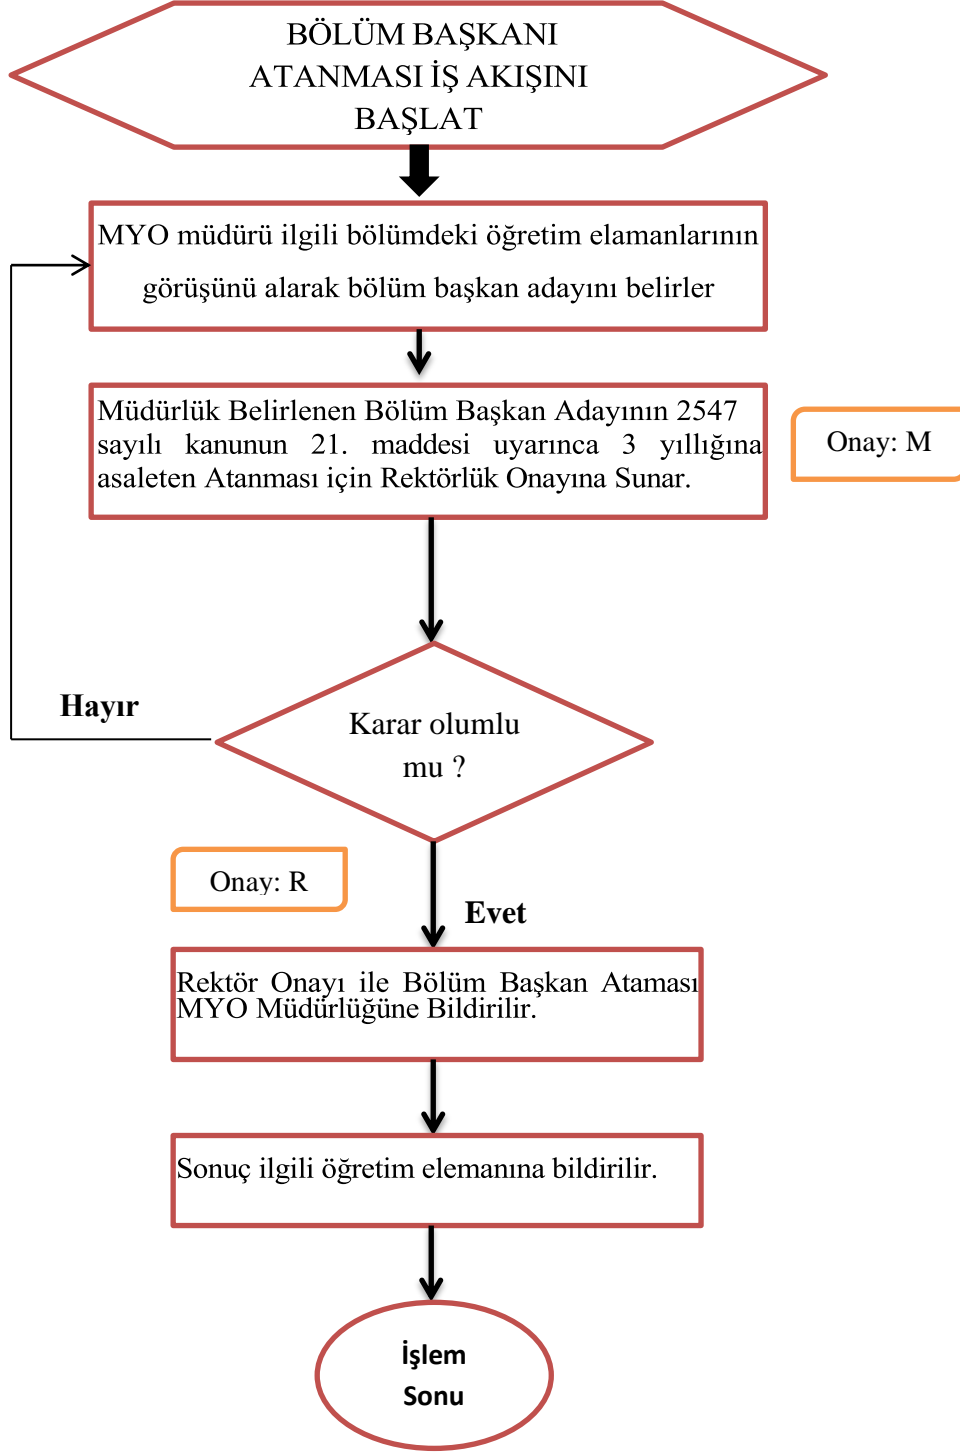 BÖLÜM BAŞKANI
ATANMASI İŞ AKIŞINI
BAŞLAT
MYO müdürü ilgili bölümdeki öğretim elamanlarının
görüşünü alarak bölüm başkan adayını belirler
Müdürlük Belirlenen Bölüm Başkan Adayının 2547
sayılı kanunun 21. maddesi uyarınca 3 yıllığına
asaleten Atanması için Rektörlük Onayına Sunar.
Onay: M
Hayır
Karar olumlu
mu ?
Onay: R
Evet
Rektör Onayı ile Bölüm Başkan Ataması
MYO Müdürlüğüne Bildirilir.
Sonuç ilgili öğretim elemanına bildirilir.
İşlem
Sonu